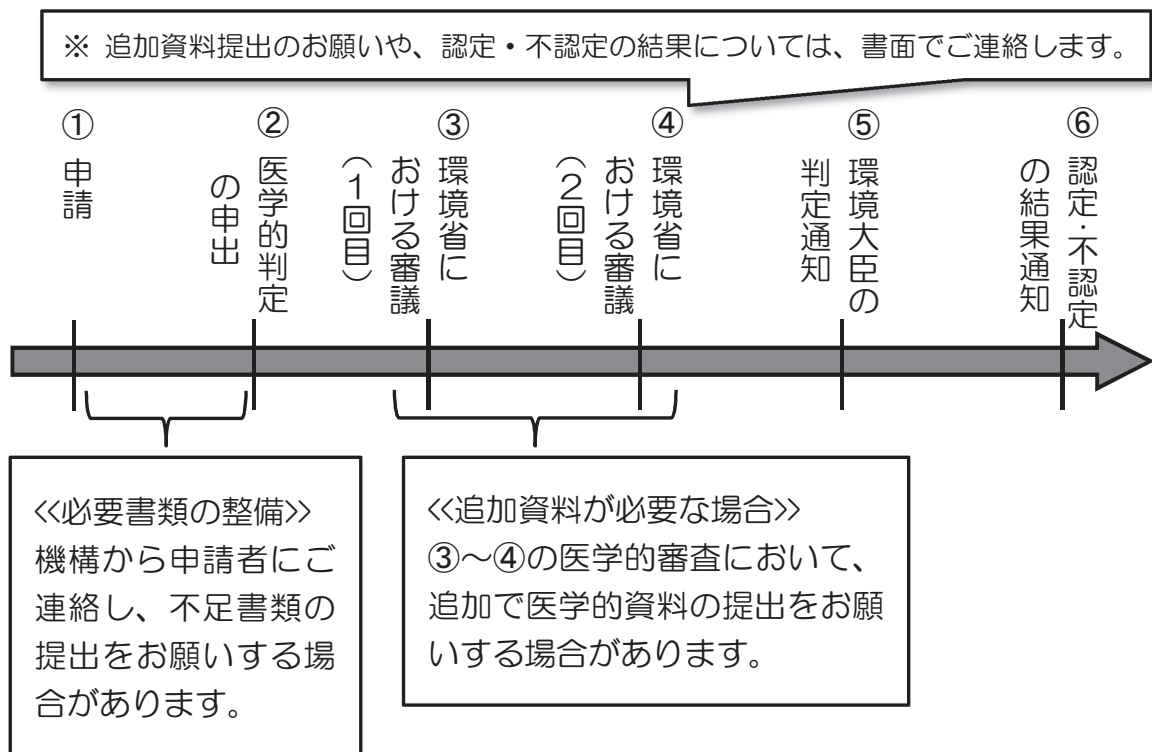 ※ 追加資料提出のお願いや、認定・不認定の結果については、書面でご連絡します。
①
申請
②
医学的判定
の申出
③
環境省に
おける審議
（１回目）
④
環境省に
おける審議
（２回目）
⑤
環境大臣の
判定通知
⑥
認定・不認定
の結果通知
≪必要書類の整備≫
機構から申請者にご
連絡し、不足書類の
提出をお願いする場
合があります。
≪追加資料が必要な場合≫
③～④の医学的審査において、
追加で医学的資料の提出をお願
いする場合があります。